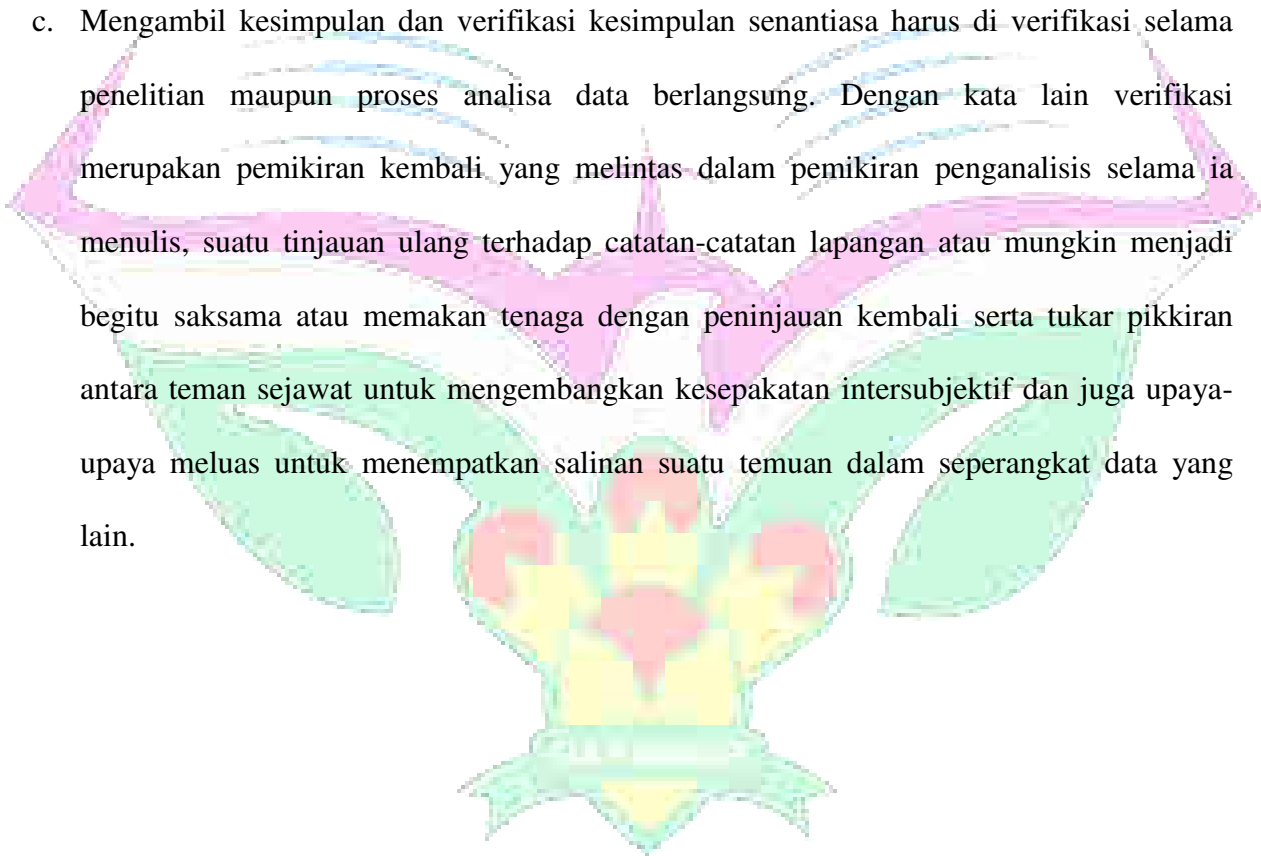 c. Mengambil kesimpulan dan verifikasi kesimpulan senantiasa harus di verifikasi selama
penelitian maupun proses analisa data berlangsung. Dengan kata lain verifikasi
merupakan pemikiran kembali yang melintas dalam pemikiran penganalisis selama ia
menulis, suatu tinjauan ulang terhadap catatan-catatan lapangan atau mungkin menjadi
begitu saksama atau memakan tenaga dengan peninjauan kembali serta tukar pikkiran
antara teman sejawat untuk mengembangkan kesepakatan intersubjektif dan juga upaya-
upaya meluas untuk menempatkan salinan suatu temuan dalam seperangkat data yang
lain.